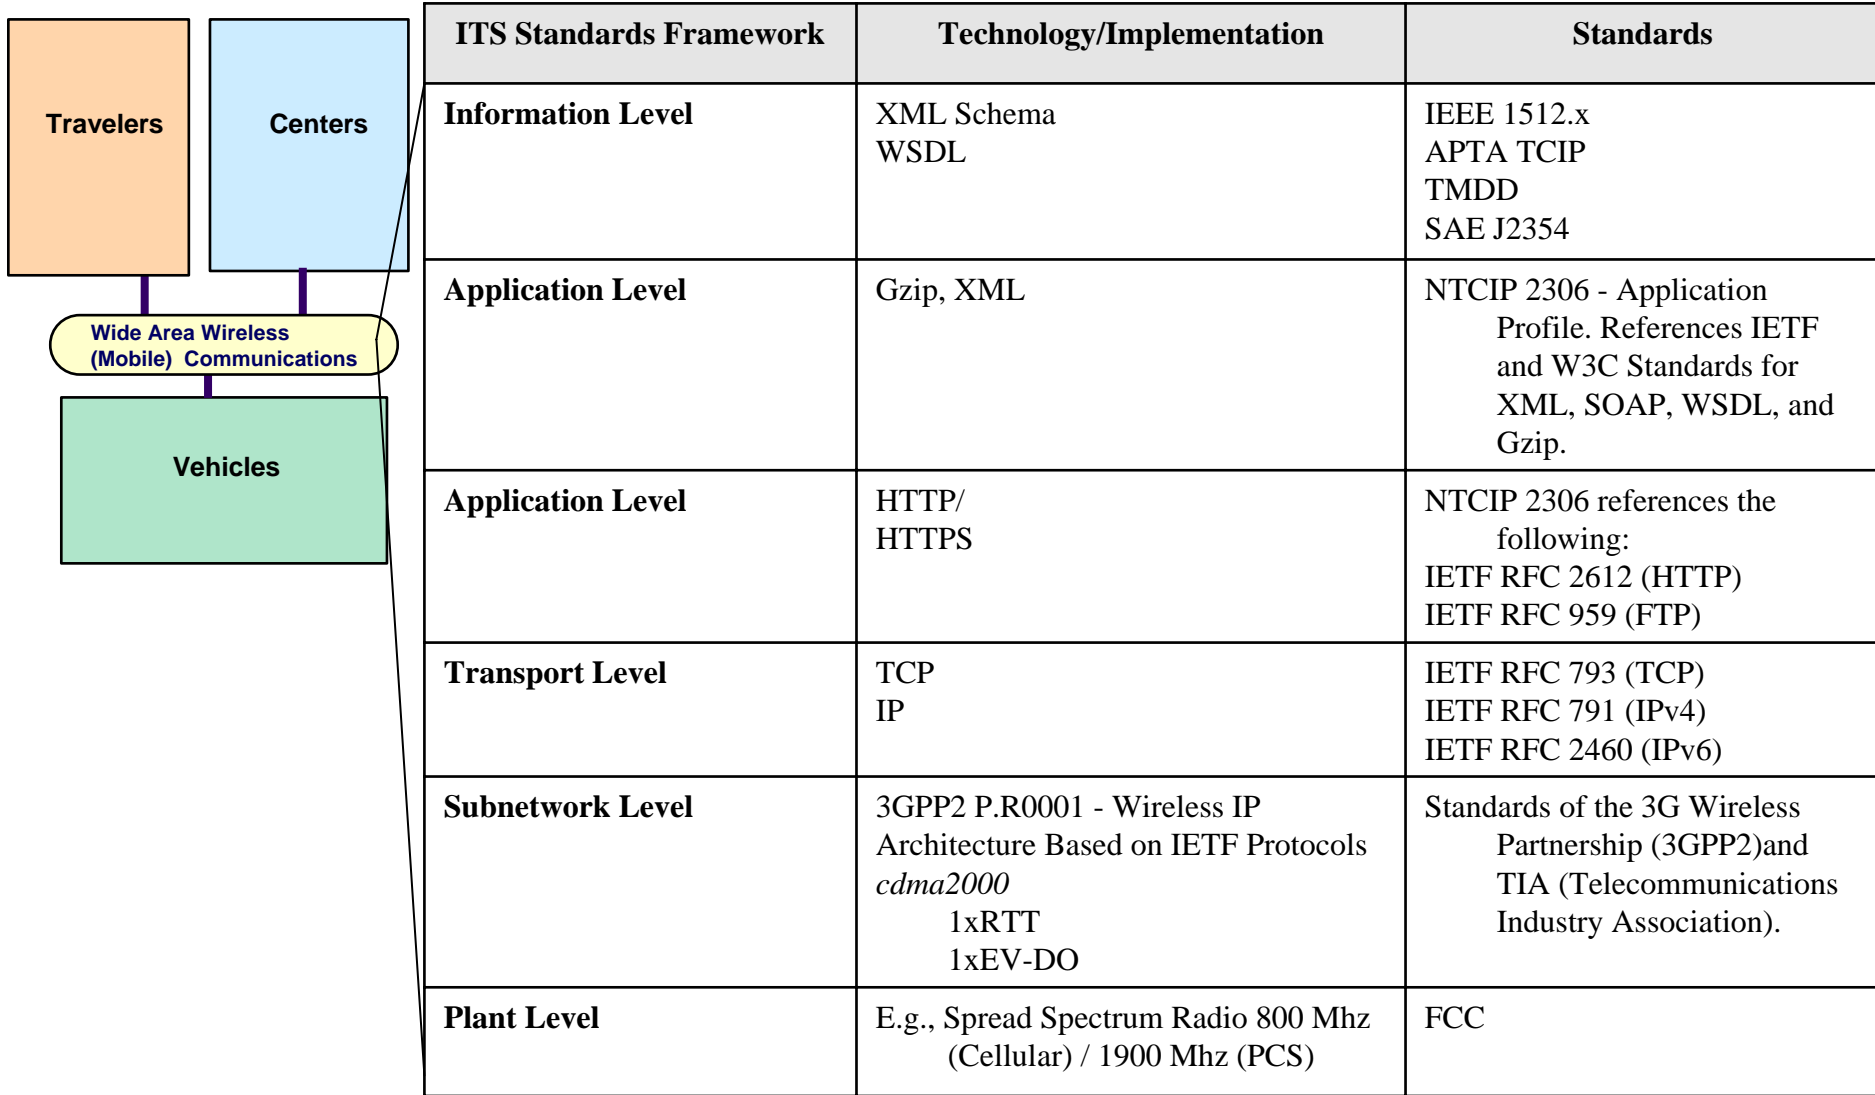 Travelers
Centers
Wide Area Wireless
(Mobile) Communications
Vehicles
ITS Standards Framework
Technology/Implementation
Standards
Information Level
XML Schema
WSDL
IEEE 1512.x
APTA TCIP
TMDD
SAE J2354
Application Level
Gzip, XML
NTCIP 2306 - Application
Profile. References IETF
and W3C Standards for
XML, SOAP, WSDL, and
Gzip.
Application Level
HTTP/
HTTPS
NTCIP 2306 references the
following:
IETF RFC 2612 (HTTP)
IETF RFC 959 (FTP)
Transport Level
TCP
IP
IETF RFC 793 (TCP)
IETF RFC 791 (IPv4)
IETF RFC 2460 (IPv6)
Subnetwork Level
3GPP2 P.R0001 - Wireless IP
Architecture Based on IETF Protocols
cdma2000
1xRTT
1xEV-DO
Standards of the 3G Wireless
Partnership (3GPP2)and
TIA (Telecommunications
Industry Association).
Plant Level
E.g., Spread Spectrum Radio 800 Mhz
(Cellular) / 1900 Mhz (PCS)
FCC